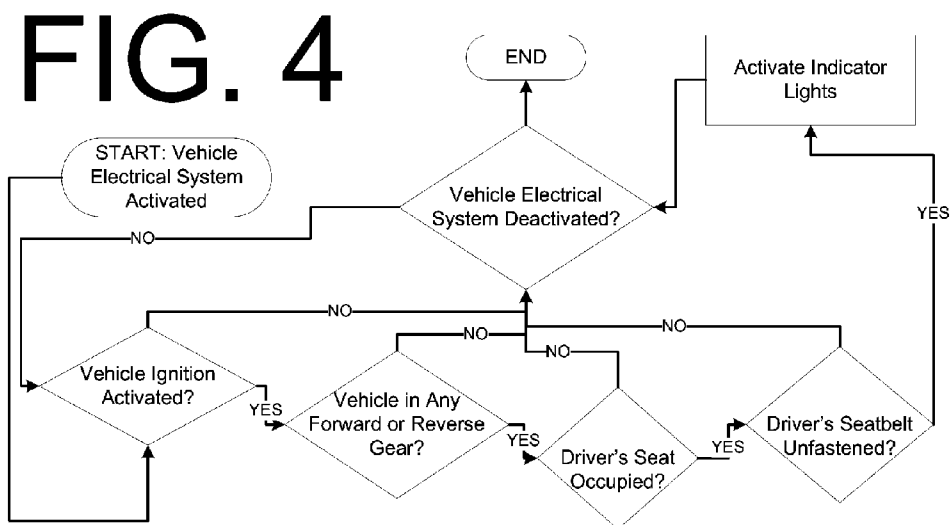 FIG. 4
END
Activate Indicator
Lights
START: Vehicle
Electrical System
Activated
Vehicle Electrical
System Deactivated?
YES
NO
NO
NO
NO
NO
Vehicle Ignition
Activated?
YES
Vehicle in Any
Forward or Reverse
Gear?
YES
Driver's Seat
Occupied?
YES
Driver's Seatbelt
Unfastened?